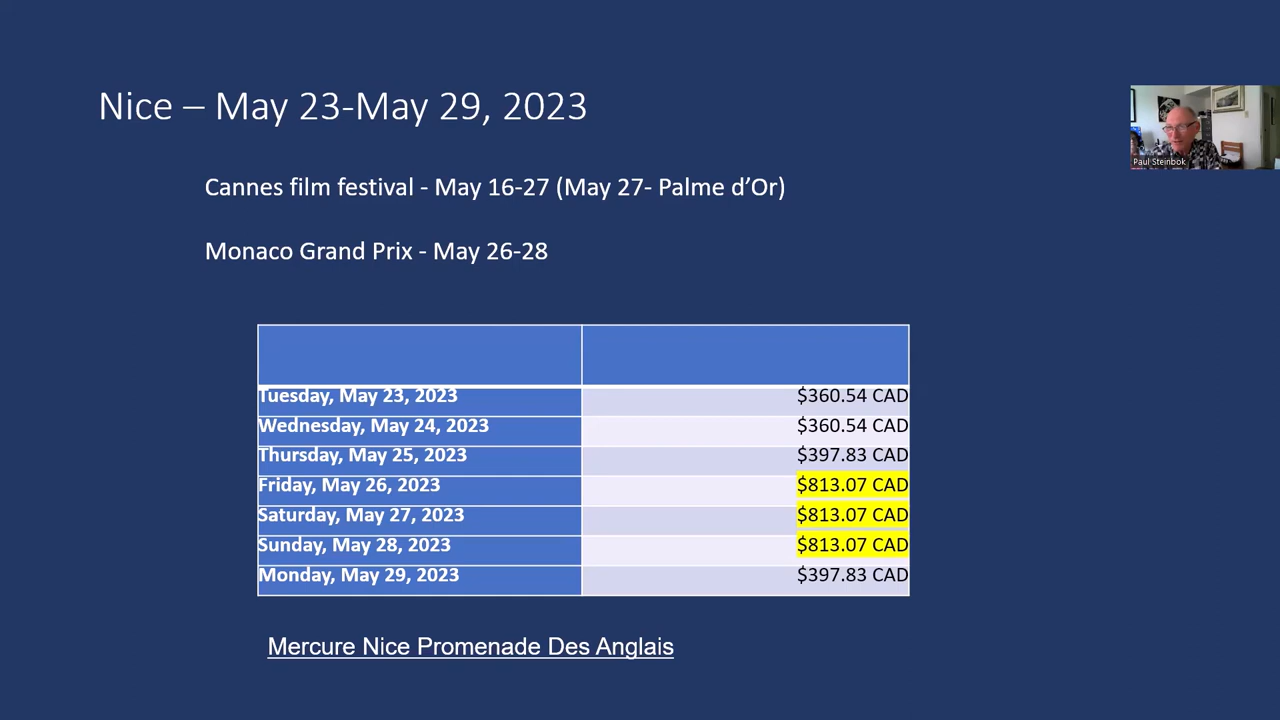 Nice – May 23-May 29, 2023
Paul Steinbok
Cannes film festival - May 16-27 (May 27- Palme d’Or)
Monaco Grand Prix - May 26-28
Tuesday, May 23, 2023 $360.54 CAD
Wednesday, May 24, 2023 $360.54 CAD
Thursday, May 25, 2023 $397.83 CAD
Friday, May 26, 2023 $813.07 CAD
Saturday, May 27, 2023 $813.07 CAD
Sunday, May 28, 2023 $813.07 CAD
Monday, May 29, 2023 $397.83 CAD
Mercure Nice Promenade Des Anglais